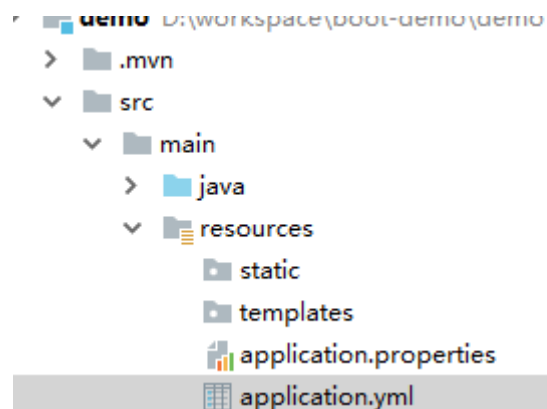 demo D:\workspace\boot-demo\demo
.mvn
src
main
java
resources
static
templates
application.properties
application.yml